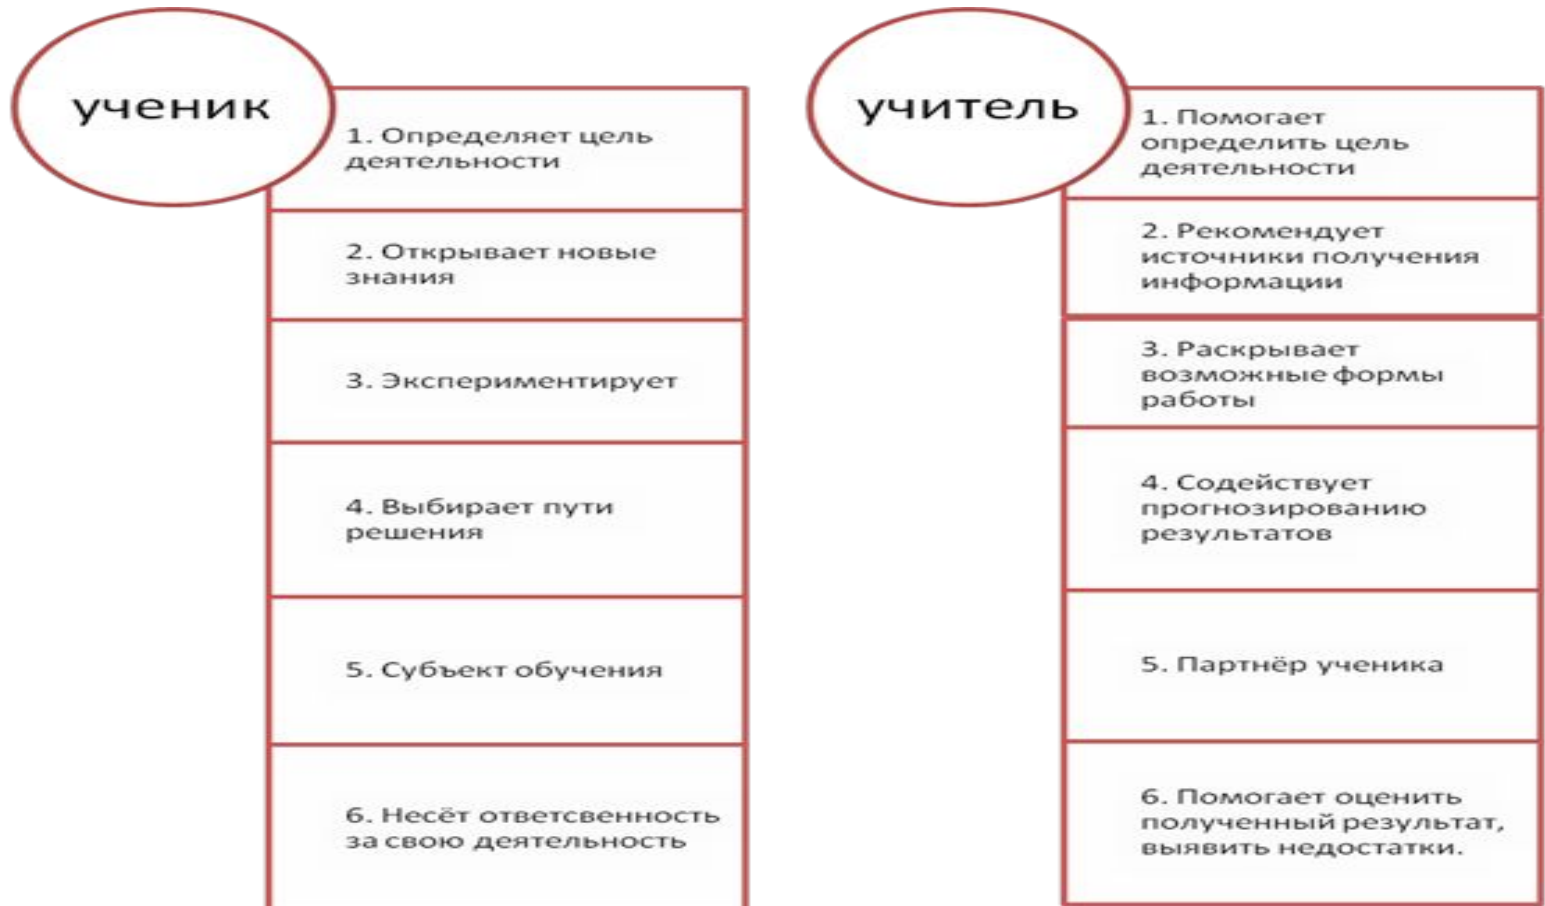 ученик
1. Определяет цель
деятельности
2. Открывает новые
знания
3. Экспериментирует
4. Выбирает пути
решения
5. Субъект обучения
6. Несёт ответсвенность
за свою деятельность
учитель
1. Помогает
определить цель
деятельности
2. Рекомендует
источники получения
информации
3. Раскрывает
возможные формы
работы
4. Содействует
прогнозированию
результатов
5. Партнёр ученика
6. Помогает оценить
полученный результат,
выявить недостатки.